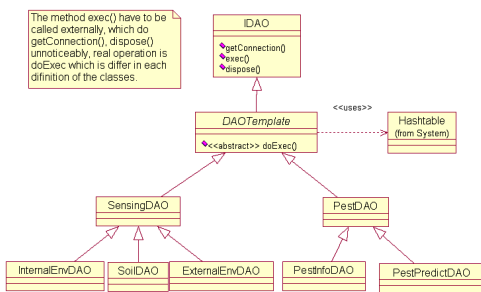 The method exec() have to be
called externally, which do
getConnection(), dispose()
unnoticeably, real operation is
doExec which is differ in each
difinition of the classes.
IDAO
getConnection()
exec()
dispose()
<<uses>>
DAOTemplate
<<abstract>> doExec()
Hashtable
(from System)
SensingDAO
PestDAO
InternalEnvDAO
SoilDAO
ExternalEnvDAO
PestInfoDAO
PestPredictDAO